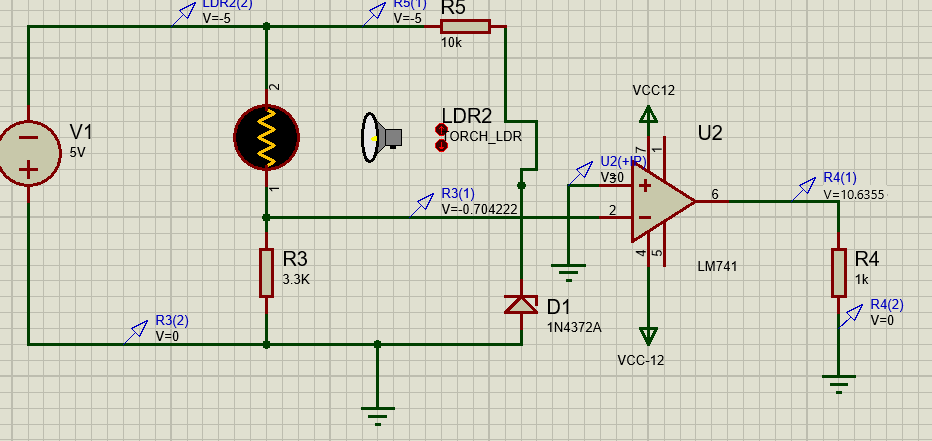 LDR2(2)
V=-5
R5(1)
V=-5
R5
10k
V1
5V
2
1
LDR2
TORCH_LDR
R3(1)
V=-0.704222
R3
3.3K
R3(2)
V=0
D1
1N4372A
VCC12
U2
7
1
U2(+IP)
V=0
3
2
6
4
5
LM741
VCC-12
R4(1)
V=10.6355
R4
1k
R4(2)
V=0